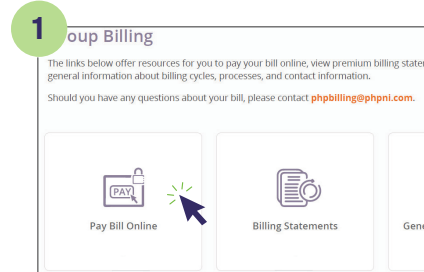 1
oup Billing
The links below offer resources for you to pay your bill online, view premium billing stater
general information about billing cycles, processes, and contact information.
Should you have any questions about your bill, please contact phpbilling@phpni.com.
PAY
Pay Bill Online
Billing Statements
Gene